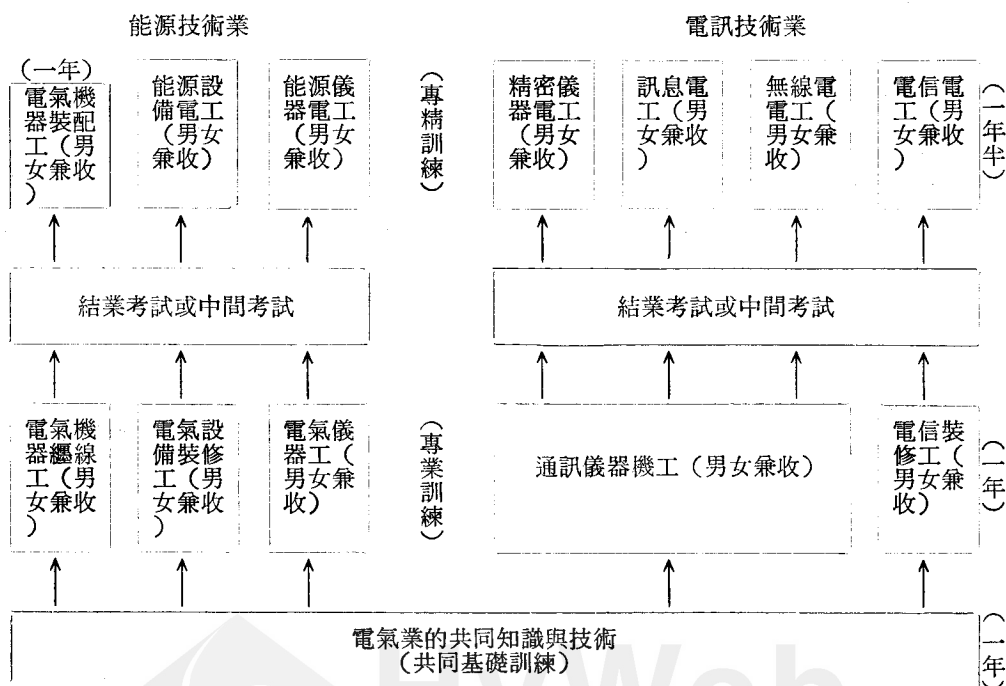 能源技術業
電訊技術業
(一年)
電氣機
器裝配
工(男
女兼收
)
能源設
備電工
(男女
兼收)
能源儀
器電工
(男女
兼收)
(專精訓練)
精密儀
器電工
(男女
兼收)
訊息電
工(男
女兼收
)
無線電
電工(
男女兼
收)
電信電
工(男
女兼收
)
(一年半)
結業考試或中間考試
結業考試或中間考試
電氣機
器纏線
工(男
女兼收
)
電氣設
備裝修
工(男
女兼收
)
電氣儀
器工(
男女兼
收)
(專業訓練)
通訊儀器機工(男女兼收)
電信裝
修工(
男女兼
收)
(一年)
電氣業的共同知識與技術
(共同基礎訓練)
(一年)
HyWeb